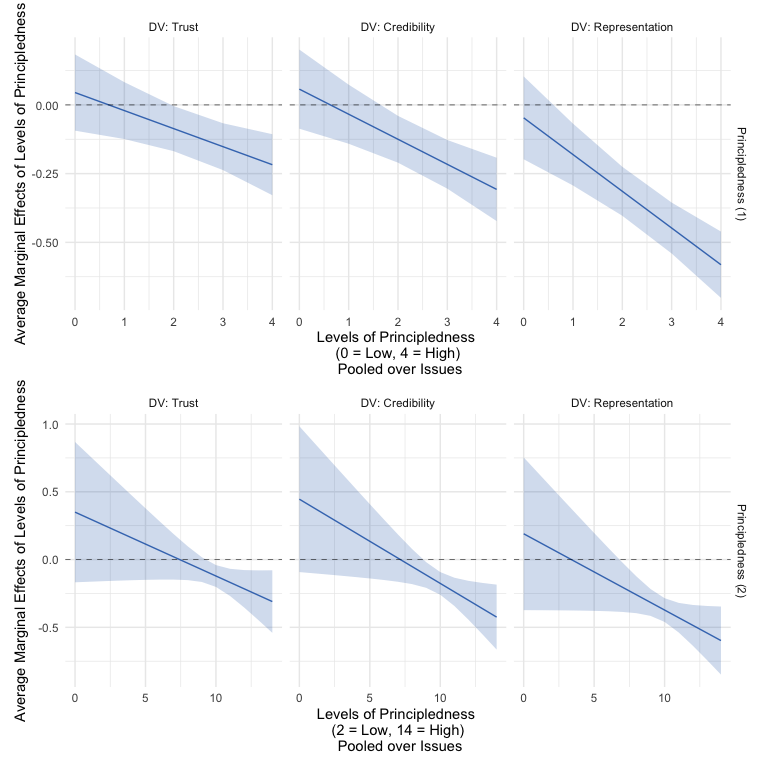 DV: Trust
DV: Credibility
DV: Representation
Average Marginal Effects of Levels of Principledness
0.00
-0.25
-0.50
Principledness (1)
0 1 2 3 4
0 1 2 3 4
0 1 2 3 4
Levels of Principledness
(0 = Low, 4 = High)
Pooled over Issues
DV: Trust
DV: Credibility
DV: Representation
Average Marginal Effects of Levels of Principledness
1.0
0.5
0.0
-0.5
Principledness (2)
0 5 10
0 5 10
0 5 10
Levels of Principledness
(2 = Low, 14 = High)
Pooled over Issues